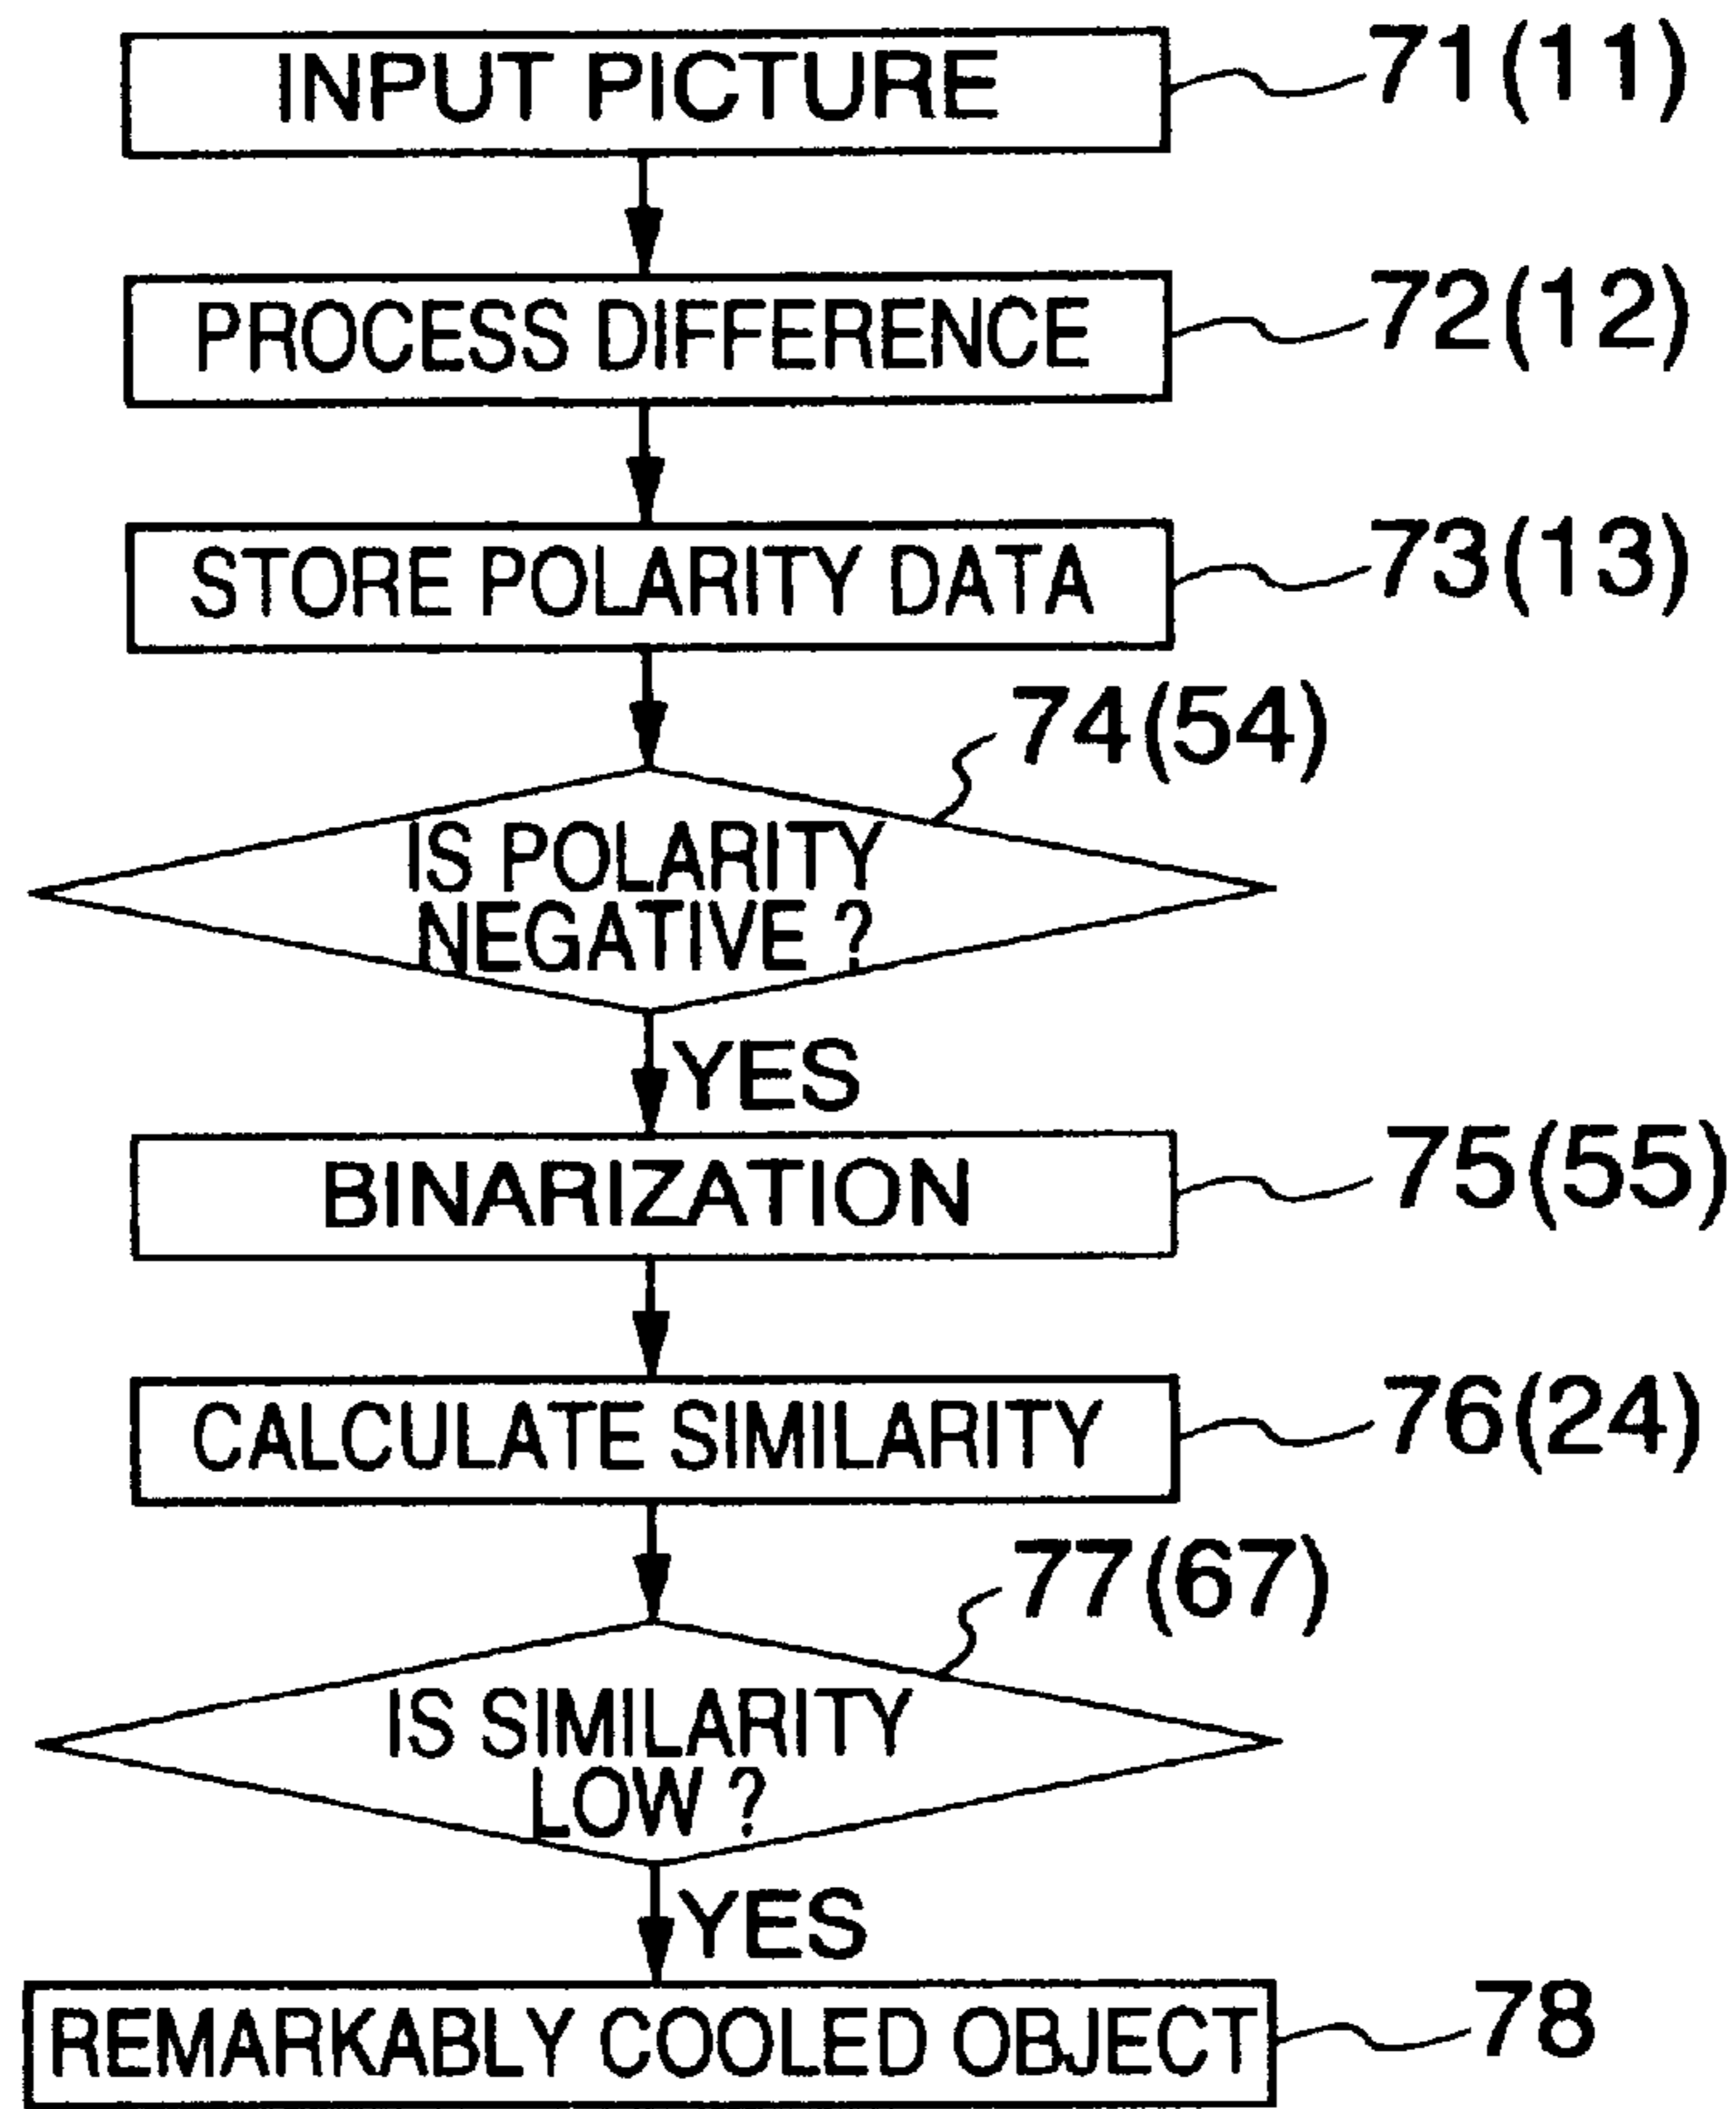 INPUT PICTURE 71(11)
PROCESS DIFFERENCE 72(12)
STORE POLARITY DATA 73(13)
74(54)
IS POLARITY
NEGATIVE ?
YES
BINARIZATION 75(55)
CALCULATE SIMILARITY 76(24)
77(67)
IS SIMILARITY
LOW ?
YES
REMARKABLY COOLED OBJECT 78